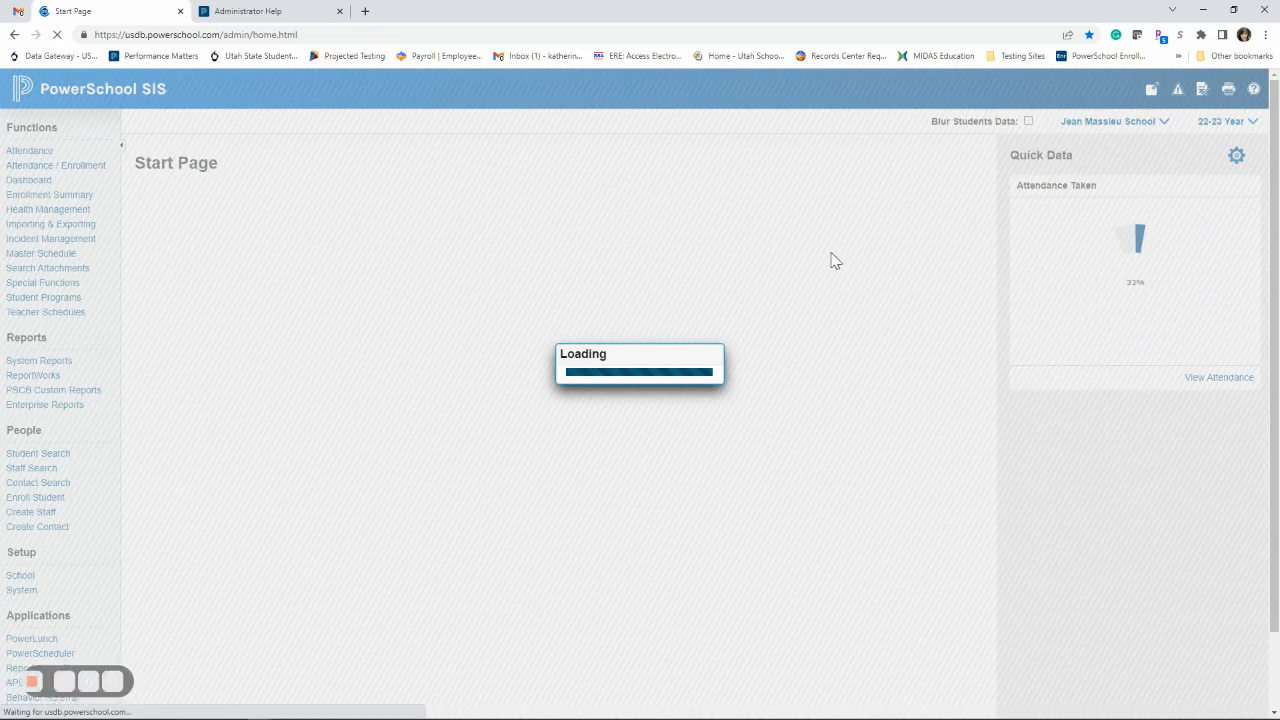 Start Page
Administrator Help
https://usdb.powerschool.com/admin/home.html
Data Gateway - US...
Performance Matters
Utah State Student...
Projected Testing
Payroll | Employee...
Inbox (1) - katherin...
ERE: Access Electro...
Home - Utah Schoo...
Records Center Req...
MIDAS Education
Testing Sites
PowerSchool Enroll...
»
Other bookmarks
PowerSchool SIS
Blur Students Data:
Jean Massieu School
22-23 Year
Functions
Attendance
Attendance / Enrollment
Dashboard
Enrollment Summary
Health Management
Importing & Exporting
Incident Management
Master Schedule
Search Attachments
Special Functions
Student Programs
Teacher Schedules
Reports
System Reports
ReportWorks
PSCB Custom Reports
Enterprise Reports
People
Student Search
Staff Search
Contact Search
Enroll Student
Create Staff
Create Contact
Setup
School
System
Applications
PowerLunch
PowerScheduler
Start Page
Loading
Quick Data
Attendance Taken
32%
View Attendance
Waiting for usdb.powerschool.com...